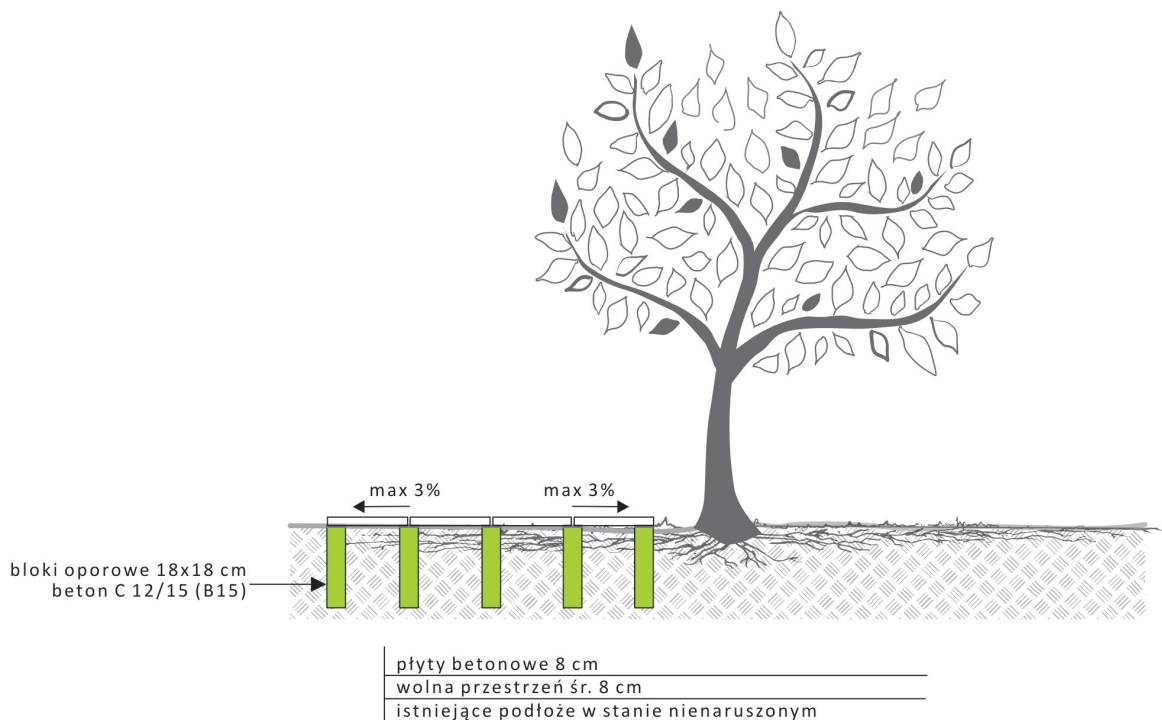 max 3%
max 3%
bloki oporowe 18x18 cm
beton C 12/15 (B15)
płyty betonowe 8 cm
wolna przestrzeń śr. 8 cm
istniejące podłoże w stanie nienaruszonym